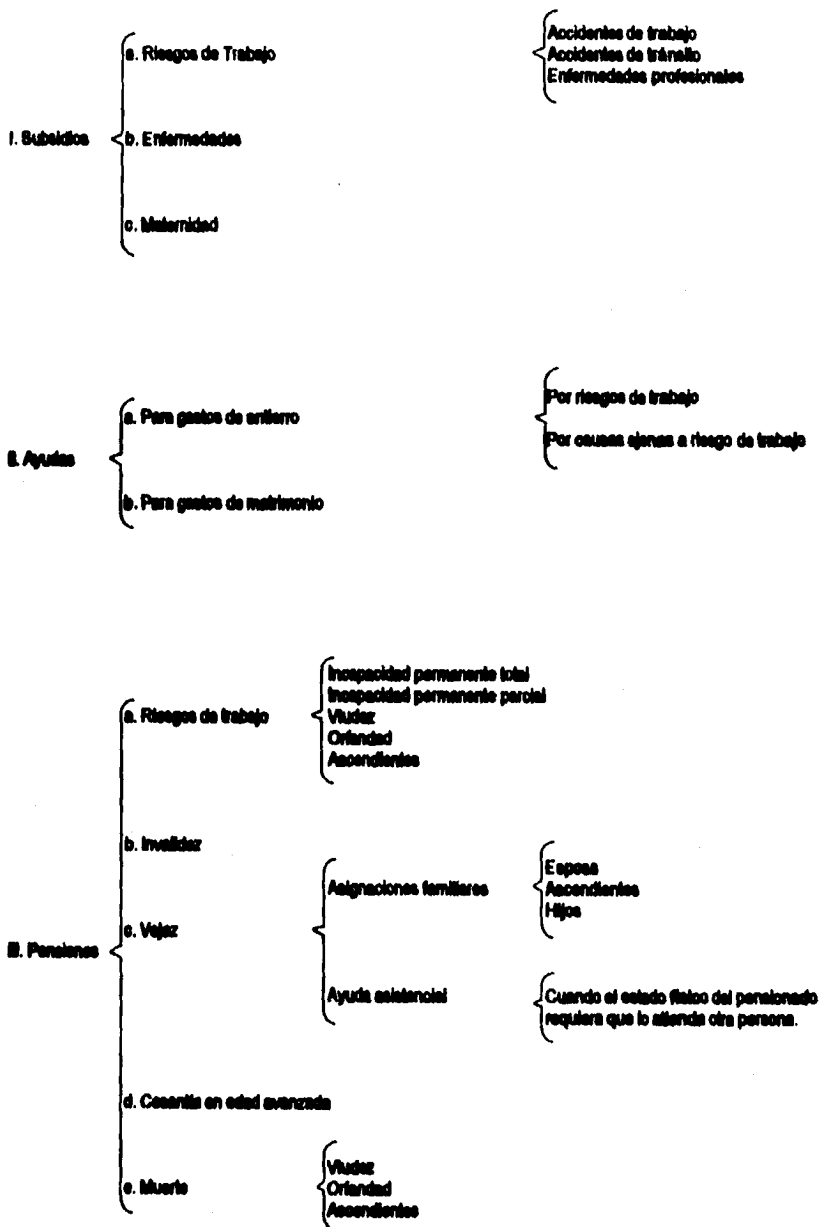 I. Subsidios
a. Riesgos de Trabajo
Accidentes de trabajo
Accidentes de tránsito
Enfermedades profesionales
b. Enfermedades
c. Maternidad
II. Ayudas
a. Para gastos de entierro
Por riesgos de trabajo
Por causas ajenas a riesgo de trabajo
b. Para gastos de matrimonio
III. Pensiones
a. Riesgos de trabajo
Incapacidad permanente total
Incapacidad permanente parcial
Viudez
Orfandad
Ascendientes
b. Invalidez
c. Vejez
Asignaciones familiares
Esposa
Ascendientes
Hijos
Ayuda asistencial
Cuando el estado físico del pensionado
requiera que lo atienda otra persona.
d. Cesantía en edad avanzada
e. Muerte
Viudez
Orfandad
Ascendientes